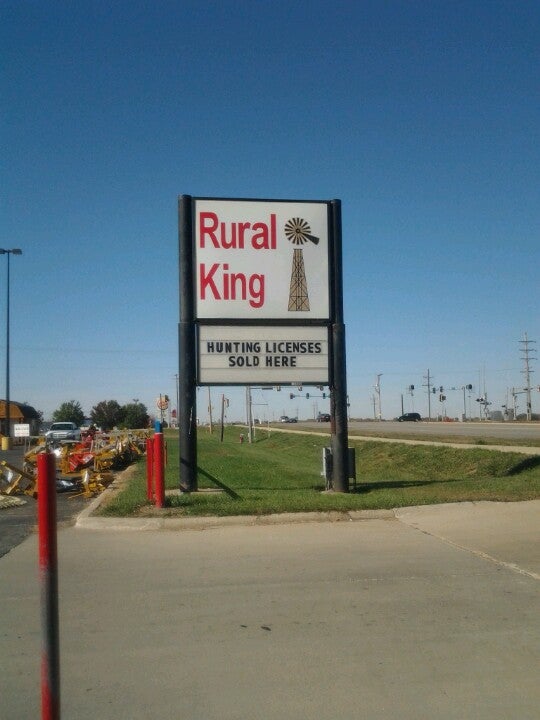 Rural
King
HUNTING LICENSES
SOLD HERE